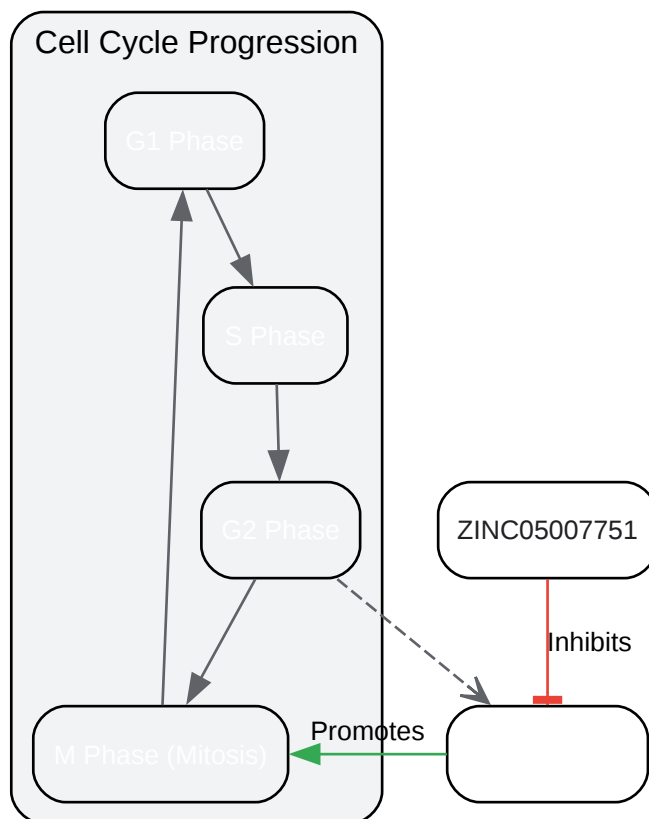 Cell Cycle Progression
G1 Phase
S Phase
G2 Phase
ZINC05007751
Inhibits
Promotes
M Phase (Mitosis)